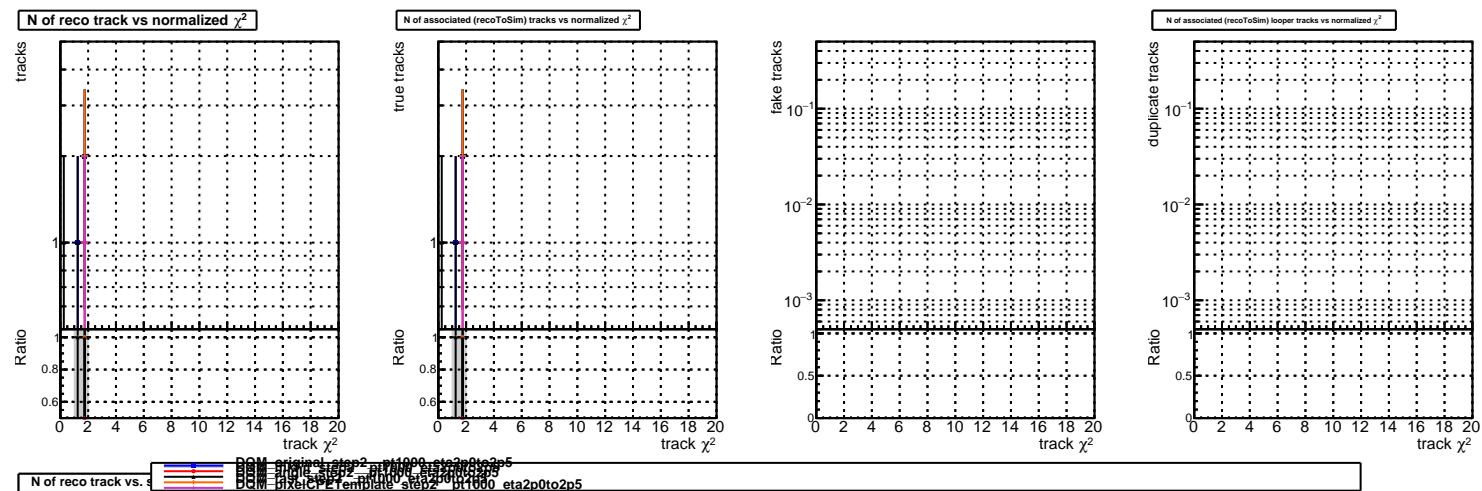 N of reco track vs normalized χ²
N of associated (recoToSim) tracks vs normalized χ²
N of associated (recoToSim) looper tracks vs normalized χ²
tracks
1
Ratio
1
0.8
0.6
0 2 4 6 8 10 12 14 16 18 20
track χ²
true tracks
1
Ratio
1
0.8
0.6
0 2 4 6 8 10 12 14 16 18 20
track χ²
fake tracks
10⁻¹
10⁻²
10⁻³
Ratio
1
0.5
0
0 2 4 6 8 10 12 14 16 18 20
track χ²
duplicate tracks
10⁻¹
10⁻²
10⁻³
Ratio
1
0.5
0
0 2 4 6 8 10 12 14 16 18 20
track χ²
N of reco track vs.
DQM_original_step2__pt1000_eta2p0to2p5
DQM_pixelCPETemplate_step2__pt1000_eta2p0to2p5